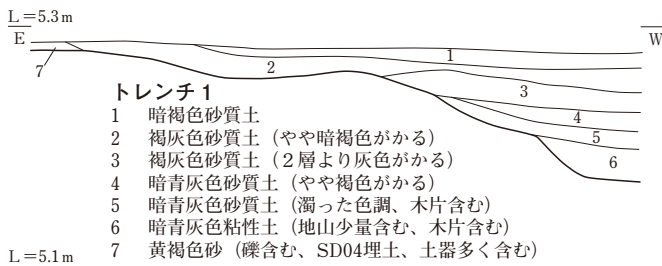 L＝5.3m
E
W
1
2
7
3
4
5
6
トレンチ1
1 暗褐色砂質土
2 褐灰色砂質土（やや暗褐色がかる）
3 褐灰色砂質土（２層より灰色がかる）
4 暗青灰色砂質土（やや褐色がかる）
5 暗青灰砂質土（濁った色調、木片含む）
6 暗青灰色粘性土（地山少量含む、木片含む）
7 黄褐色砂（礫含む、SD04埋土、土器多く含む）
L＝5.1m